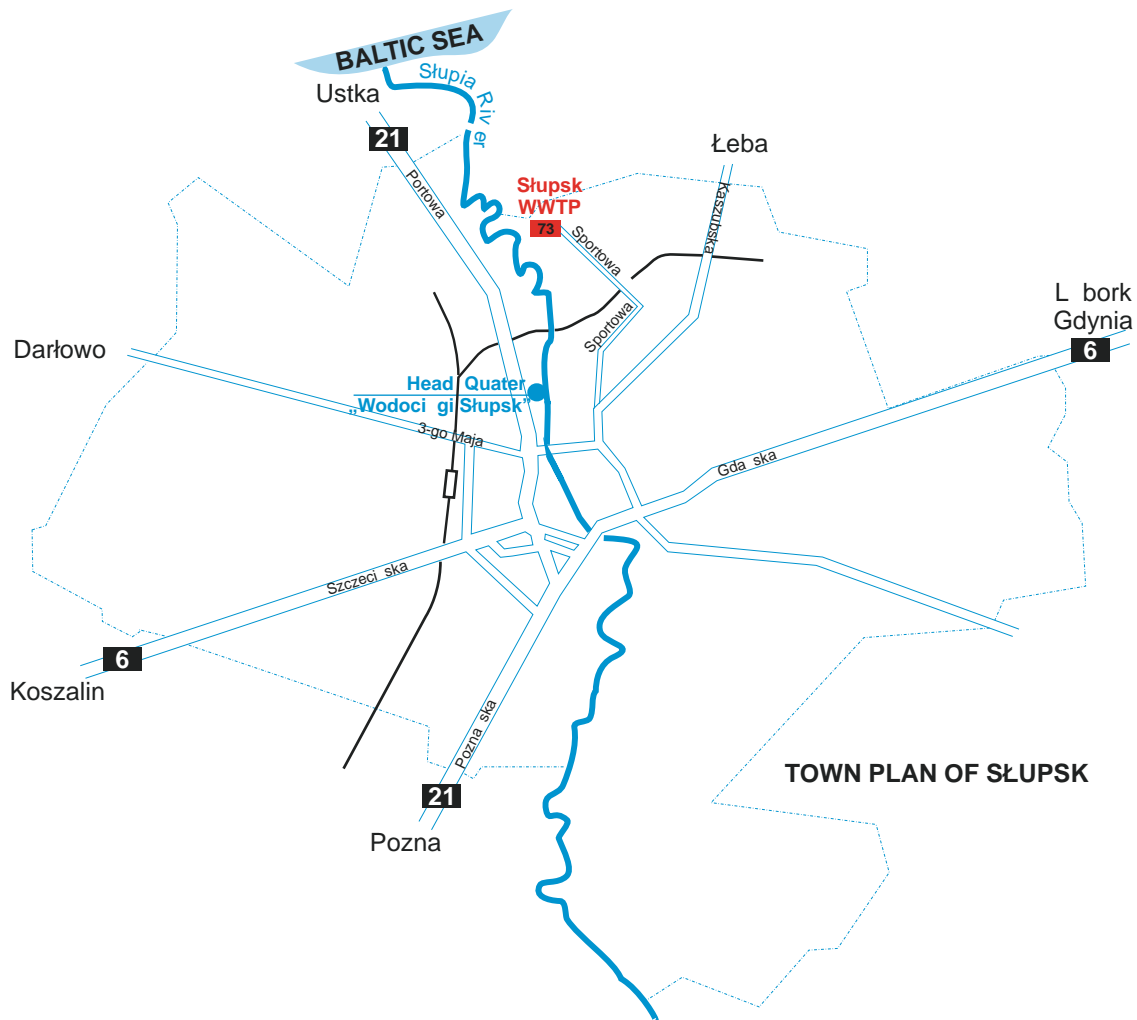 BALTIC SEA
Słupia River
Ustka
21
Łeba
Portowa
Kaszubska
Słupsk
WWTP
73
Sportowa
Sportowa
L bork
Gdynia
6
Darłowo
Head Quater
„Wodoci gi Słupsk”
3-go Maja
Gda ska
Szczeci ska
6
Koszalin
Pozna ska
TOWN PLAN OF SŁUPSK
21
Pozna